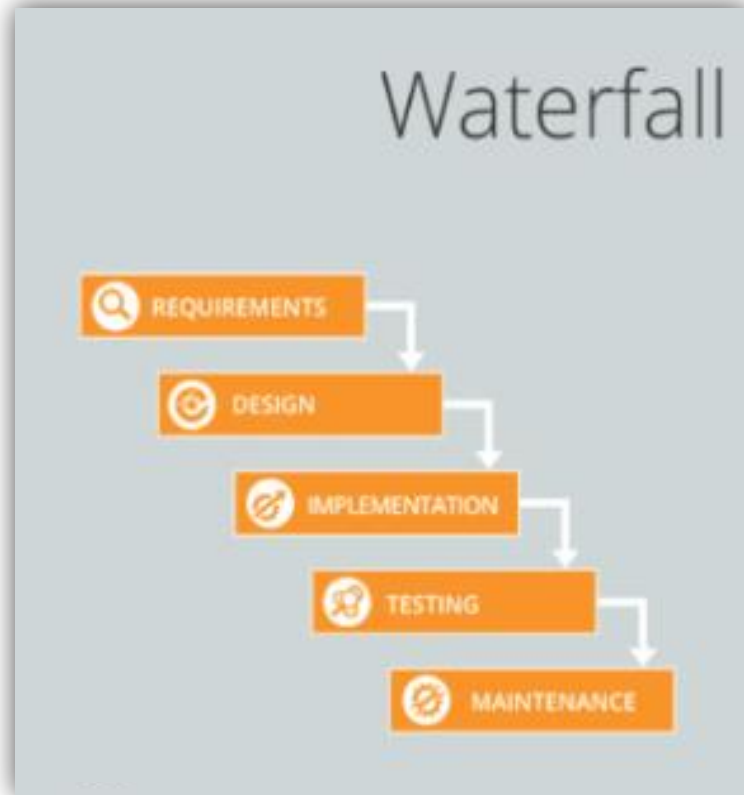 Waterfall
REQUIREMENTS
DESIGN
IMPLEMENTATION
TESTING
MAINTENANCE